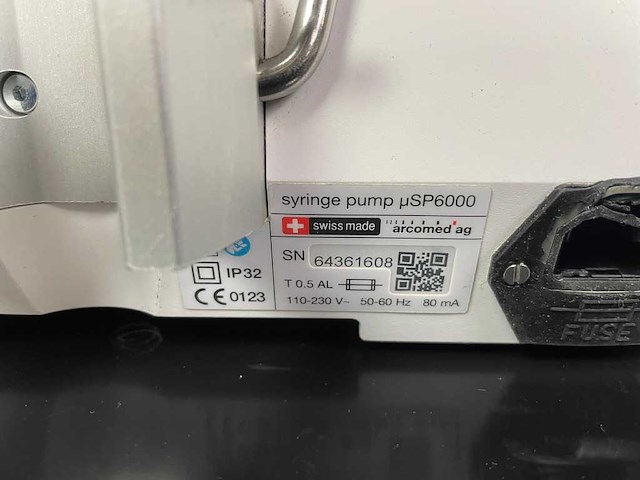 syringe pump µSP6000
swiss made arcomed ag
SN 64361608
IP32
T 0.5 AL
CE 0123
110-230 V~ 50-60 Hz 80 mA
FUSE